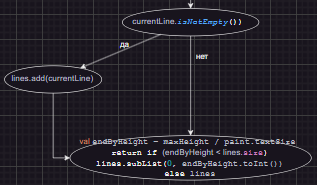 currentLine.isNotEmpty())
да
нет
lines.add(currentLine)
val endByHeight = maxHeight / paint.textSize
return if (endByHeight < lines.size)
lines.subList(0, endByHeight.toInt())
else lines